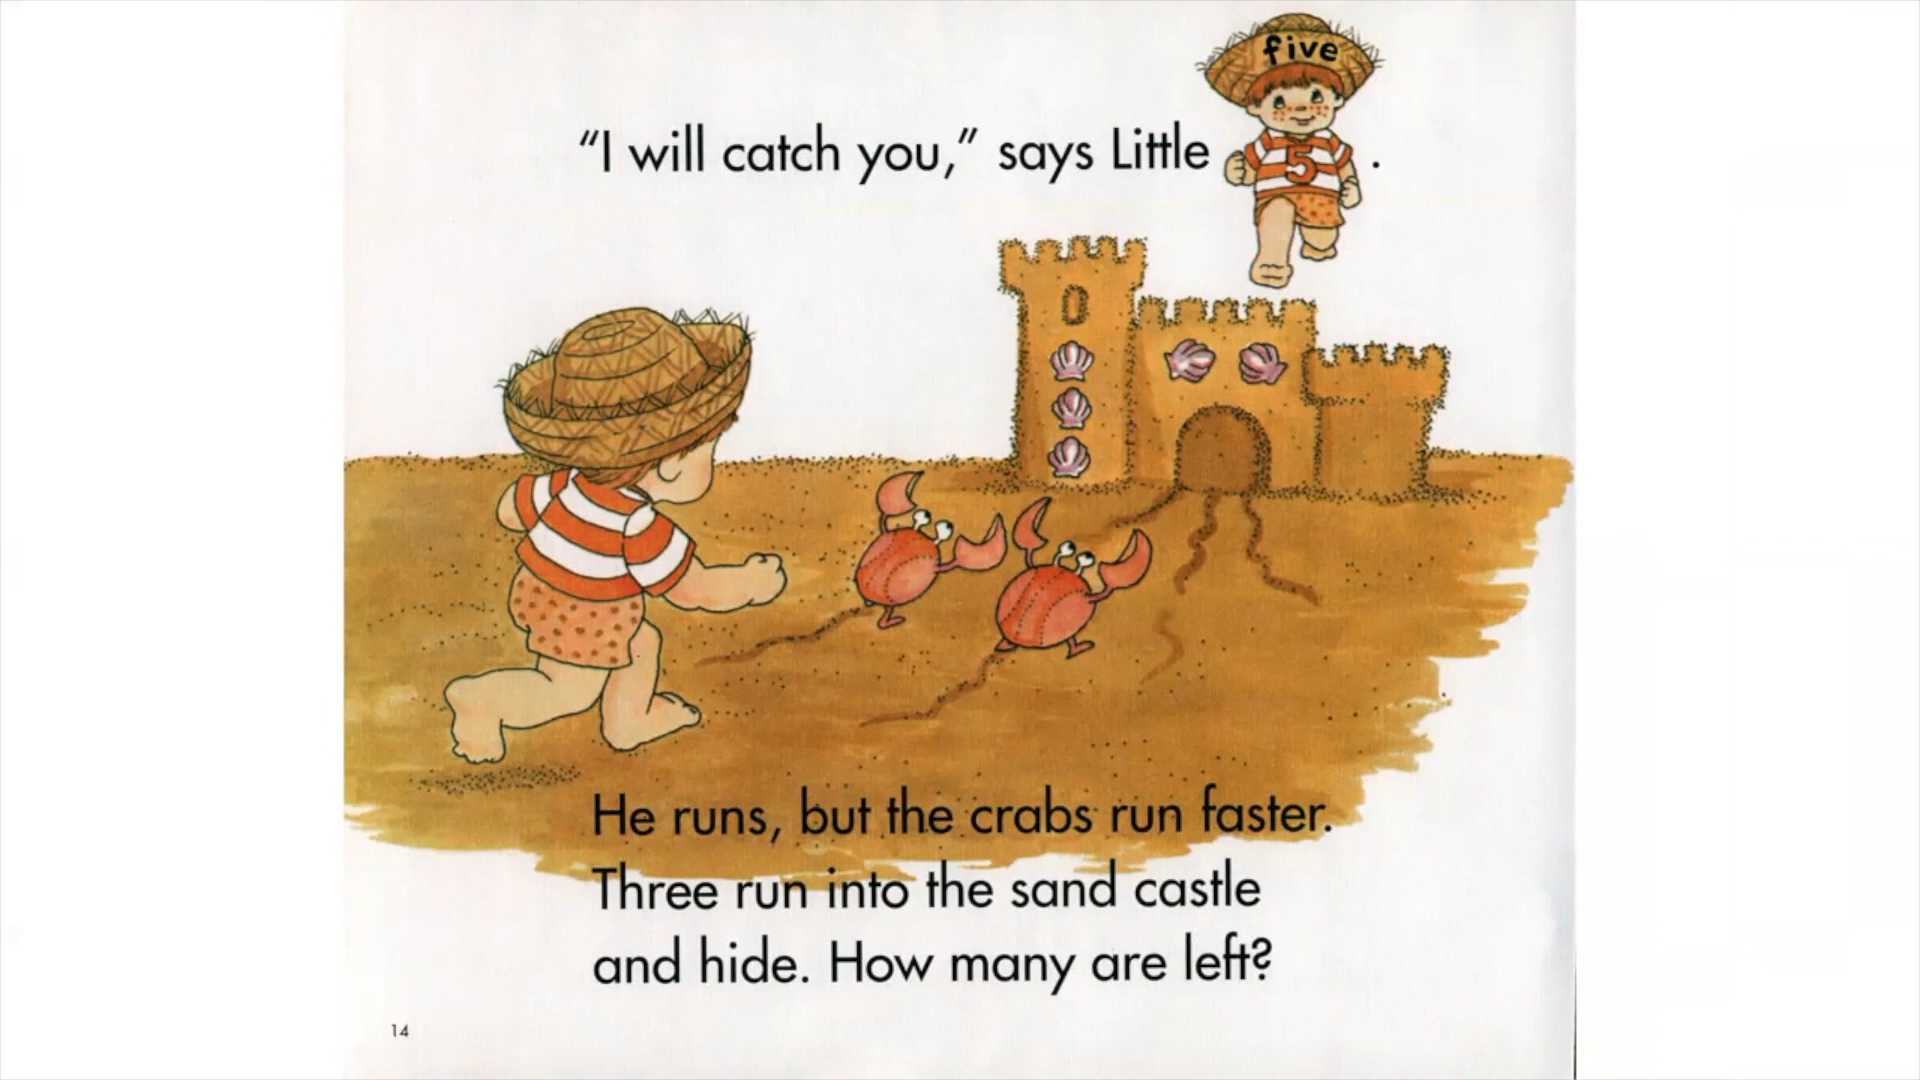 five
“I will catch you,” says Little
5 .
He runs, but the crabs run faster.
Three run into the sand castle
and hide. How many are left?
14